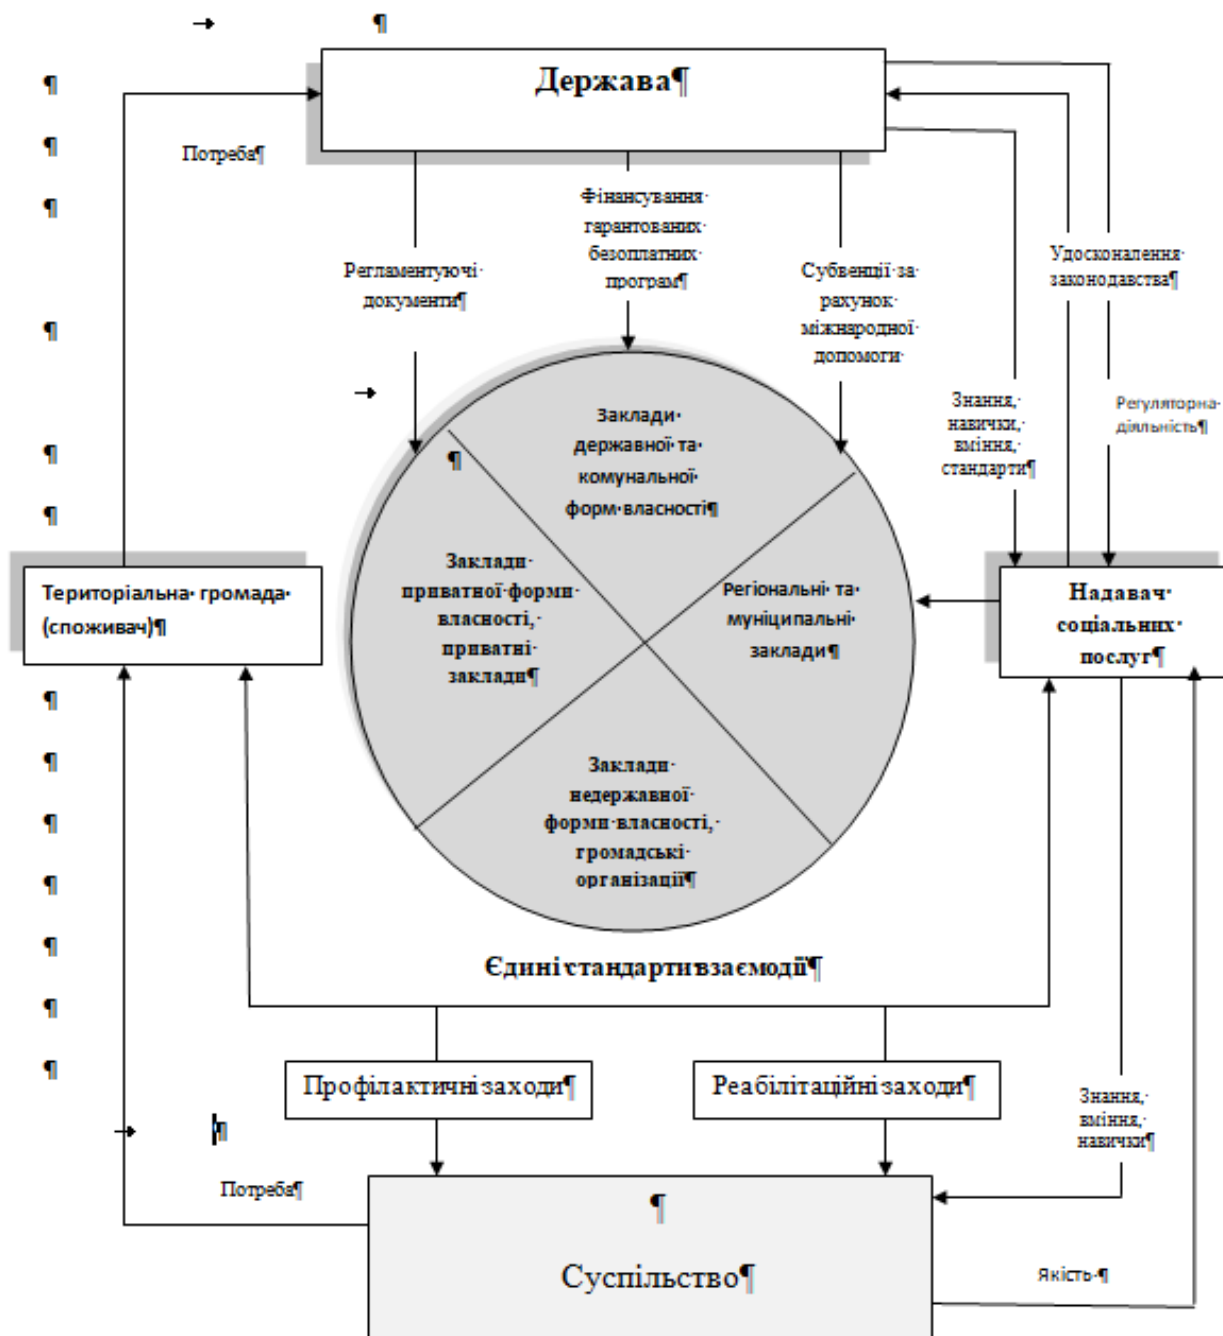 Держава
Потреба
Фінансування
гарантованих
безоплатних
програм
Регламентуючі
документи
Субвенції за
рахунок
міжнародної
допомоги
Удосконалення
законодавства
Знання,
навички,
вміння,
стандарти
Регуляторна
діяльність
Заклади
державної та
комунальної
форм власності
Заклади
приватної форми
власності,
приватні
заклади
Регіональні та
муніципальні
заклади
Територіальна громада
(споживач)
Надавач
соціальних
послуг
Заклади
недержавної
форми власності,
громадські
організації
Єдині стандарти взаємодії
Профілактичні заходи
Реабілітаційні заходи
Знання,
вміння,
навички
Потреба
Суспільство
Якість